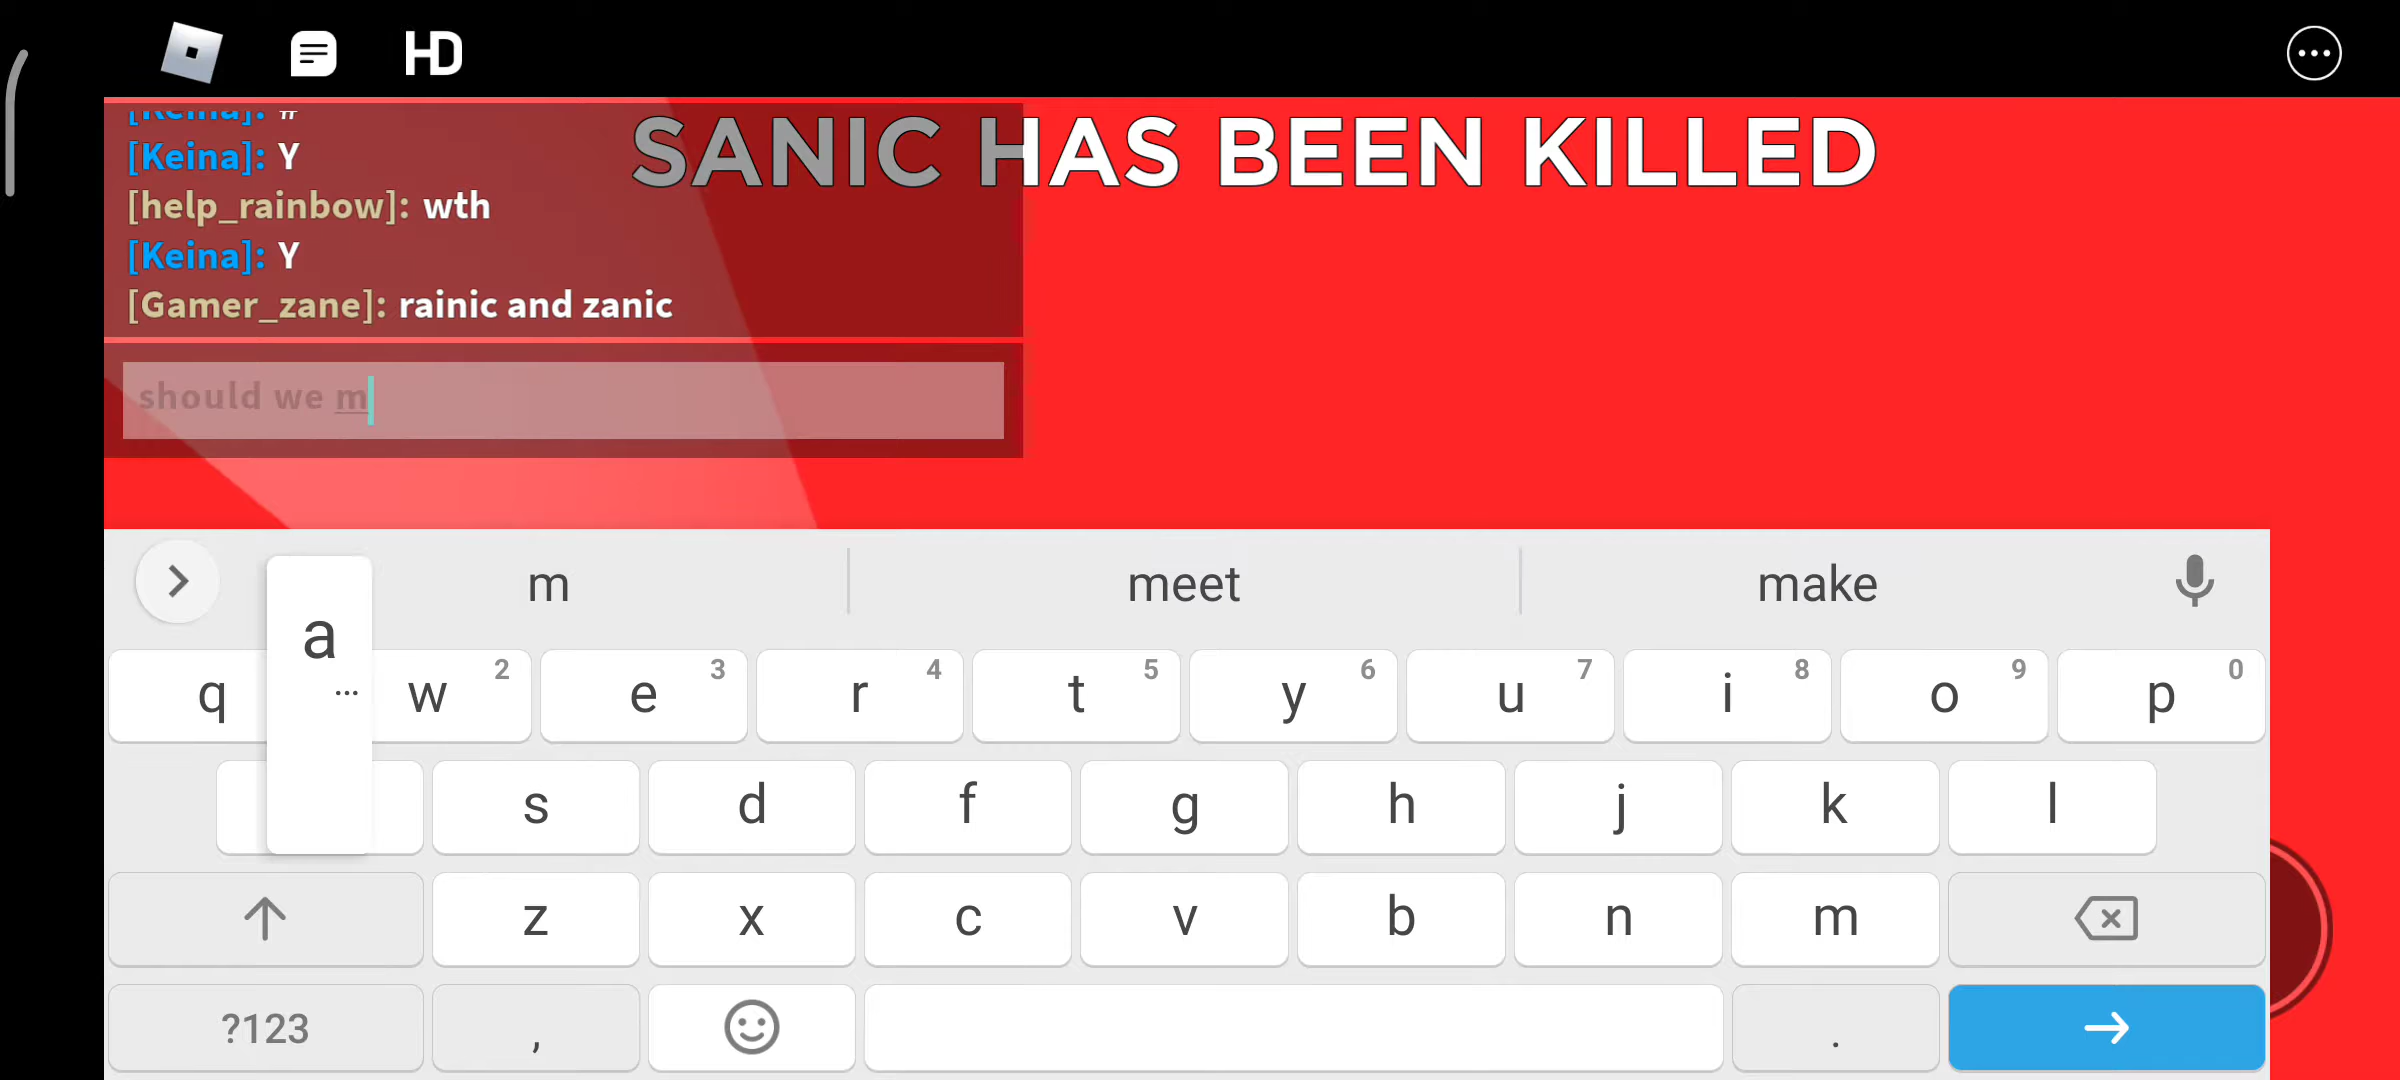 HD
[Keina]: #
[Keina]: Y
[help_rainbow]: wth
[Keina]: Y
[Gamer_zane]: rainic and zanic
SANIC HAS BEEN KILLED
should we m
m meet make
a
...
q w 2 e 3 r 4 t 5 y 6 u 7 i 8 o 9 p 0
s d f g h j k l
z x c v b n m
?123 , .